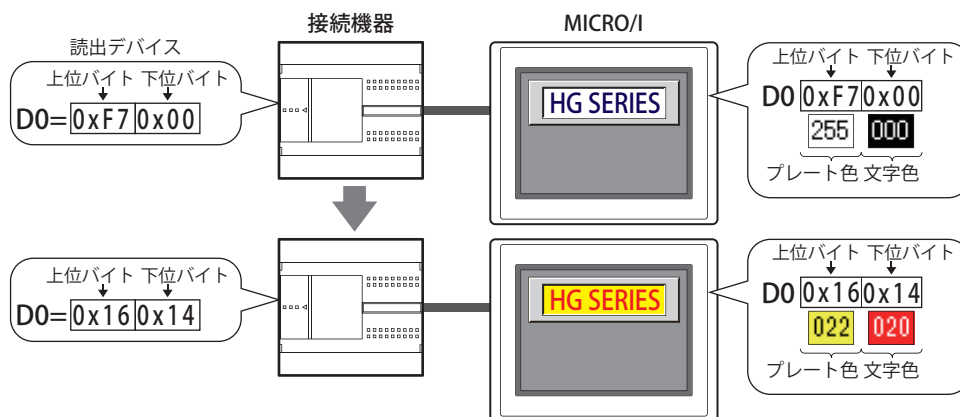 接続機器
MICRO/I
読出デバイス
上位バイト 下位バイト
D0=0xF7 0x00
HG SERIES
上位バイト 下位バイト
D0 0xF7 0x00
255 000
プレート色 文字色
上位バイト 下位バイト
D0=0x16 0x14
HG SERIES
上位バイト 下位バイト
D0 0x16 0x14
022 020
プレート色 文字色